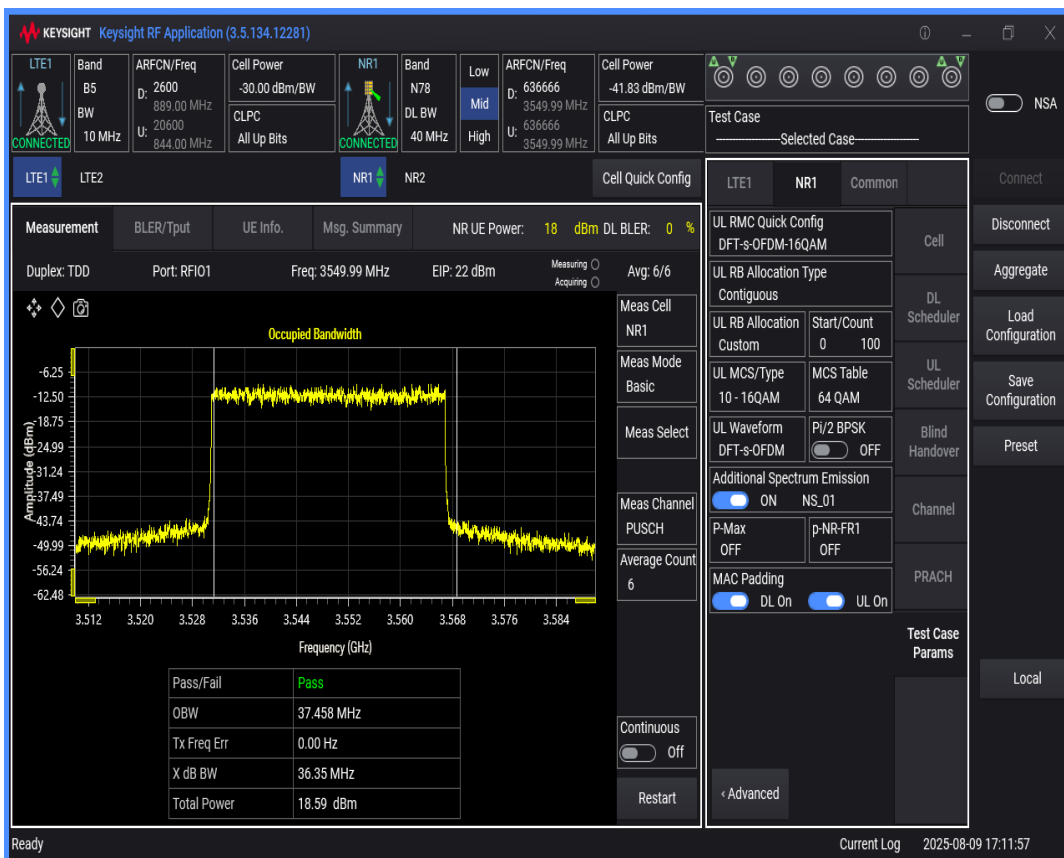 KEYSIGHT Keysight RF Application (3.5.134.12281)
LTE1
CONNECTED
Band
B5
BW
10 MHz
ARFCN/Freq
D: 2600
889.00 MHz
U: 20600
844.00 MHz
Cell Power
-30.00 dBm/BW
CLPC
All Up Bits
NR1
CONNECTED
Band
N78
DL BW
40 MHz
Low
Mid
High
ARFCN/Freq
D: 636666
3549.99 MHz
U: 636666
3549.99 MHz
Cell Power
-41.83 dBm/BW
CLPC
All Up Bits
Test Case
-------------------Selected Case-------------------
NSA
LTE1 LTE2 NR1 NR2 Cell Quick Config
Measurement BLER/Tput UE Info. Msg. Summary NR UE Power: 18 dBm DL BLER: 0 %
Duplex: TDD Port: RFIO1 Freq: 3549.99 MHz EIP: 22 dBm Measuring Acquiring Avg: 6/6
Occupied Bandwidth
Amplitude (dBm)
-6.25
-12.50
-18.75
-24.99
-31.24
-37.49
-43.74
-49.99
-56.24
-62.48
3.512 3.520 3.528 3.536 3.544 3.552 3.560 3.568 3.576 3.584
Frequency (GHz)
Pass/Fail Pass
OBW 37.458 MHz
Tx Freq Err 0.00 Hz
X dB BW 36.35 MHz
Total Power 18.59 dBm
Meas Cell
NR1
Meas Mode
Basic
Meas Select
Meas Channel
PUSCH
Average Count
6
Continuous
Off
Restart
LTE1 NR1 Common
UL RMC Quick Config
DFT-s-OFDM-16QAM
UL RB Allocation Type
Contiguous
UL RB Allocation
Custom
Start/Count
0 100
UL MCS/Type
10 - 16QAM
MCS Table
64 QAM
UL Waveform
DFT-s-OFDM
Pi/2 BPSK
OFF
Additional Spectrum Emission
ON NS_01
P-Max
OFF
p-NR-FR1
OFF
MAC Padding
DL On UL On
‹ Advanced
Cell
DL
Scheduler
UL
Scheduler
Blind
Handover
Channel
PRACH
Test Case
Params
Connect
Disconnect
Aggregate
Load
Configuration
Save
Configuration
Preset
Local
Ready Current Log 2025-08-09 17:11:57